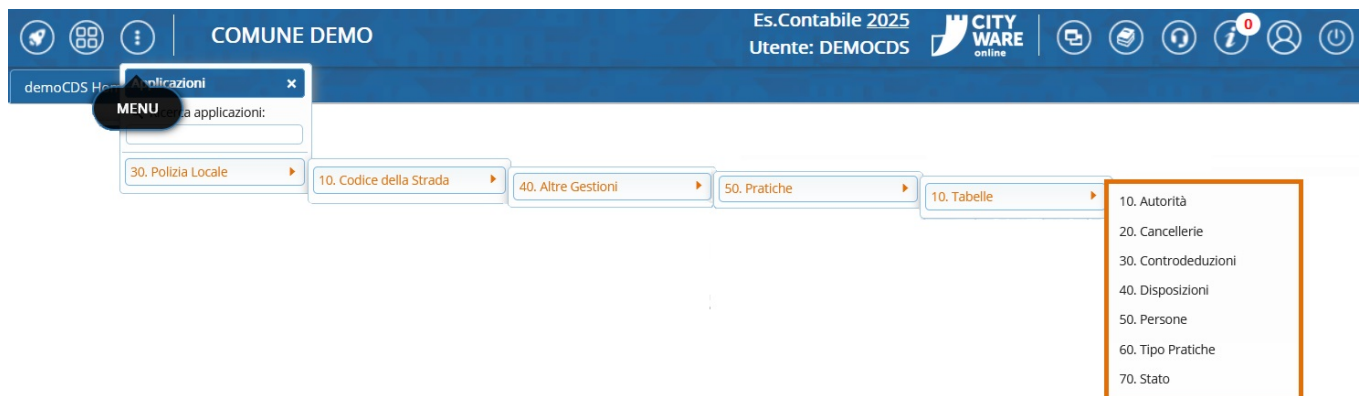 COMUNE DEMO
Es.Contabile 2025
Utente: DEMOCDS
CITY
WARE
online
0
demoCDS
Applicazioni
MENU
applicazioni:
30. Polizia Locale
10. Codice della Strada
40. Altre Gestioni
50. Pratiche
10. Tabelle
10. Autorità
20. Cancellerie
30. Controdeduzioni
40. Disposizioni
50. Persone
60. Tipo Pratiche
70. Stato